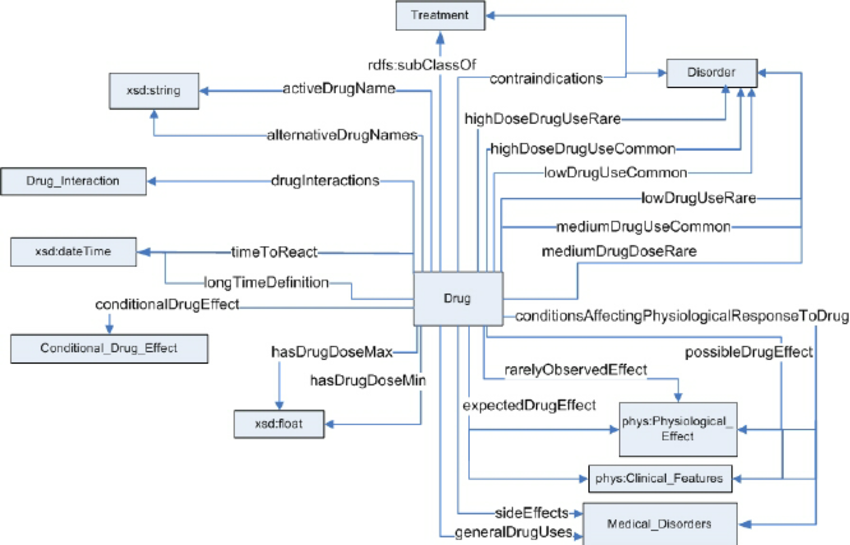 Treatment
rdfs:subClassOf
contraindications
Disorder
xsd:string
activeDrugName
alternativeDrugNames
highDoseDrugUseRare
highDoseDrugUseCommon
lowDrugUseCommon
Drug_Interaction
drugInteractions
lowDrugUseRare
mediumDrugUseCommon
xsd:dateTime
timeToReact
mediumDrugDoseRare
longTimeDefinition
Drug
conditionalDrugEffect
conditionsAffectingPhysiologicalResponseToDrug
Conditional_Drug_Effect
hasDrugDoseMax
possibleDrugEffect
hasDrugDoseMin
rarelyObservedEffect
expectedDrugEffect
xsd:float
phys:Physiological_
Effect
phys:Clinical_Features
sideEffects
Medical_Disorders
generalDrugUses